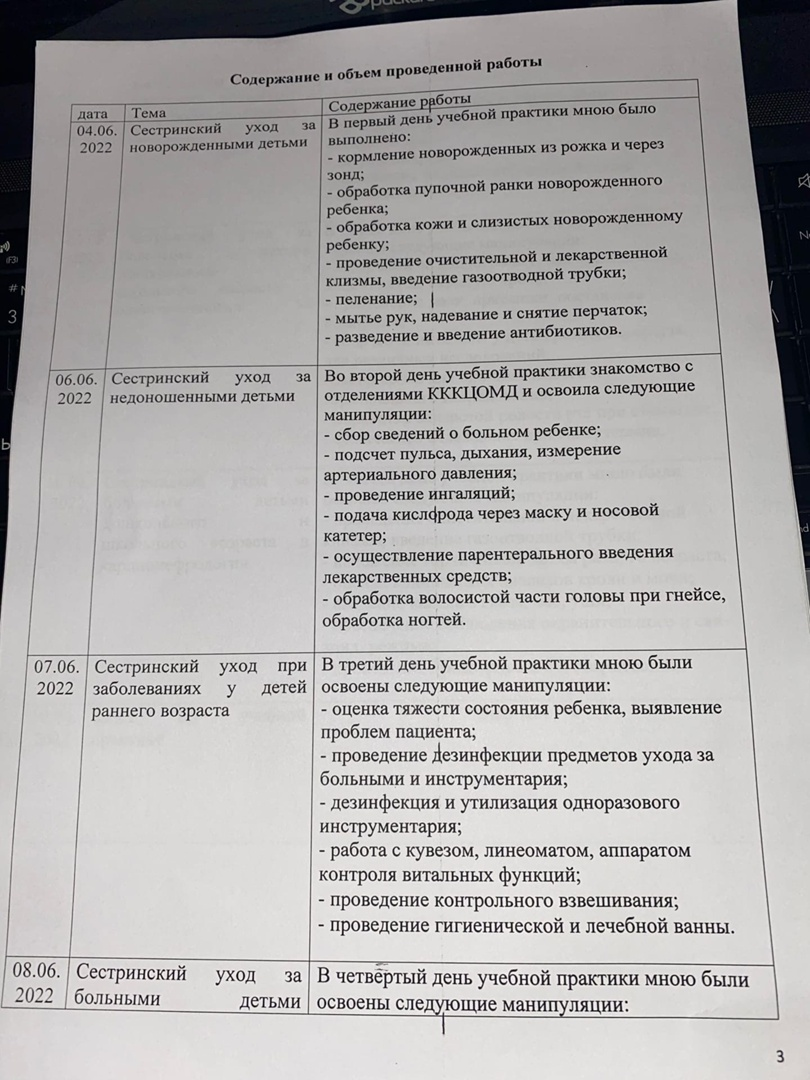 Содержание и объем проведенной работы
дата Тема Содержание работы
04.06. 2022
Сестринский уход за
новорожденными детьми
В первый день учебной практики мною было
выполнено:
- кормление новорожденных из рожка и через
зонд;
- обработка пупочной ранки новорожденного
ребенка;
- обработка кожи и слизистых новорожденному
ребенку;
- проведение очистительной и лекарственной
клизмы, введение газоотводной трубки;
- пеленание;
- мытье рук, надевание и снятие перчаток;
- разведение и введение антибиотиков.
06.06. 2022
Сестринский уход за
недоношенными детьми
Во второй день учебной практики знакомство с
отделениями КККЦОМД и освоила следующие
манипуляции:
- сбор сведений о больном ребенке;
- подсчет пульса, дыхания, измерение
артериального давления;
- проведение ингаляций;
- подача кислорода через маску и носовой
катетер;
- осуществление парентерального введения
лекарственных средств;
- обработка волосистой части головы при гнейсе,
обработка ногтей.
07.06. 2022
Сестринский уход при
заболеваниях у детей
раннего возраста
В третий день учебной практики мною были
освоены следующие манипуляции:
- оценка тяжести состояния ребенка, выявление
проблем пациента;
- проведение дезинфекции предметов ухода за
больными и инструментария;
- дезинфекция и утилизация одноразового
инструментария;
- работа с кувезом, линеоматом, аппаратом
контроля витальных функций;
- проведение контрольного взвешивания;
- проведение гигиенической и лечебной ванны.
08.06. 2022
Сестринский уход за
больными детьми
В четвертый день учебной практики мною были
освоены следующие манипуляции:
3